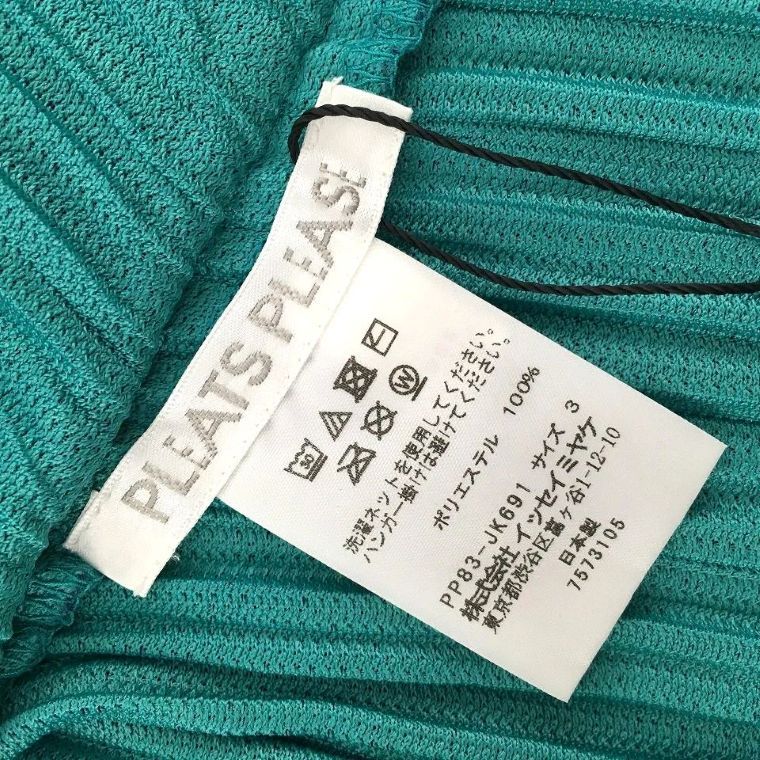 PLEATS PLEASE
30
W
洗濯ネットを使用してください。
ハンガー掛けは避けてください。
ポリエステル 100%
PP83-JK691 サイズ 3
株式会社イッセイミヤケ
東京都渋谷区富ヶ谷1-12-10
日本製
7573105